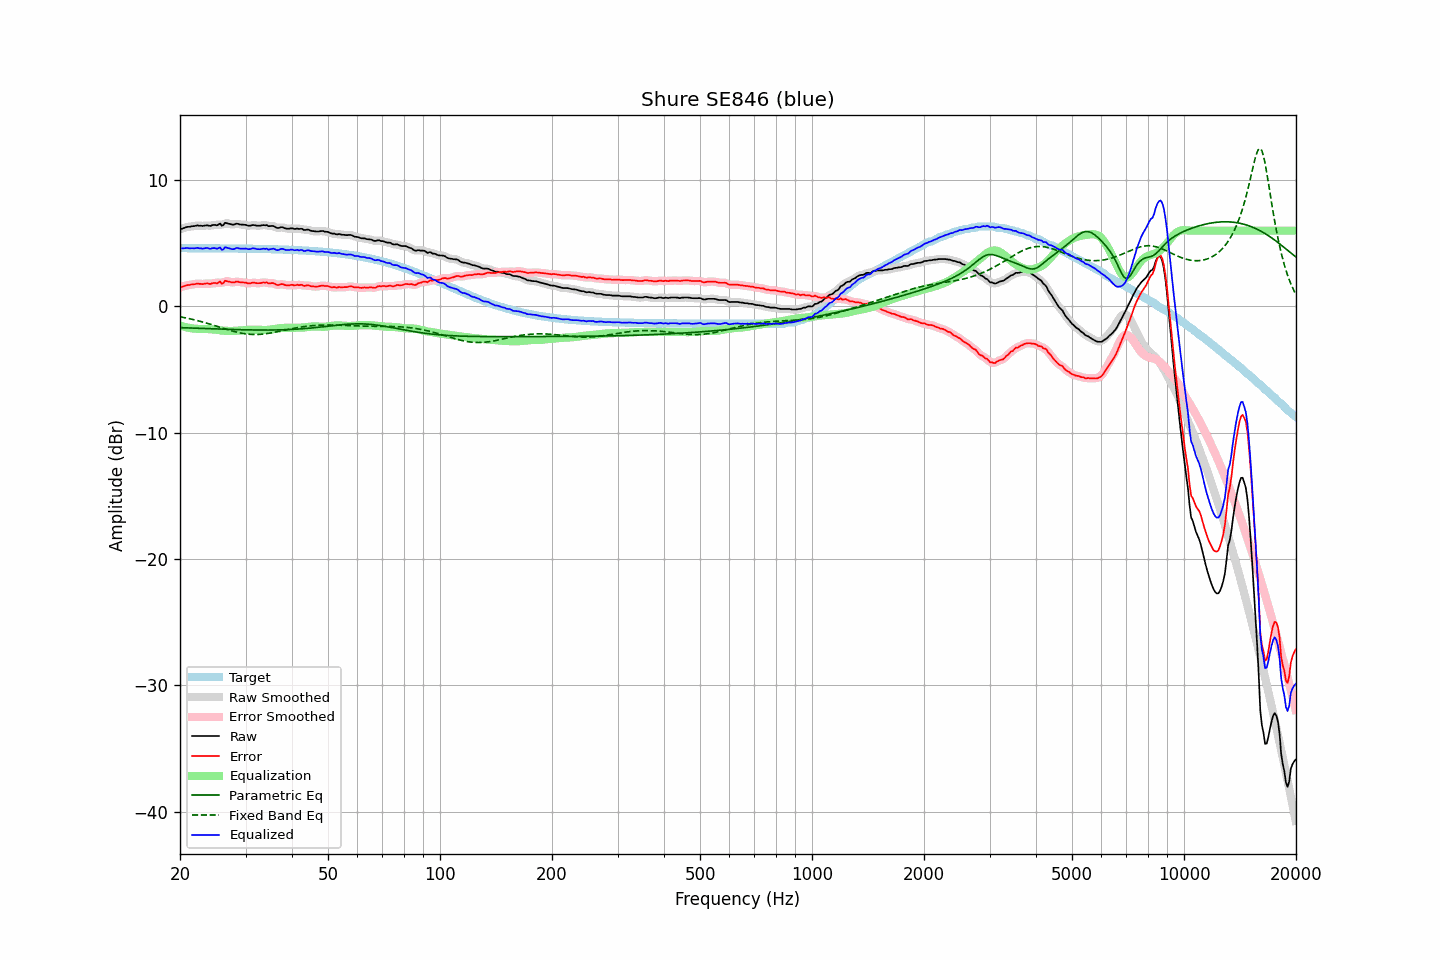 Shure SE846 (blue)
10
0
−10
−20
−30
−40
Amplitude (dBr)
Target
Raw Smoothed
Error Smoothed
Raw
Error
Equalization
Parametric Eq
Fixed Band Eq
Equalized
20
50
100
200
500
1000
2000
5000
10000
20000
Frequency (Hz)